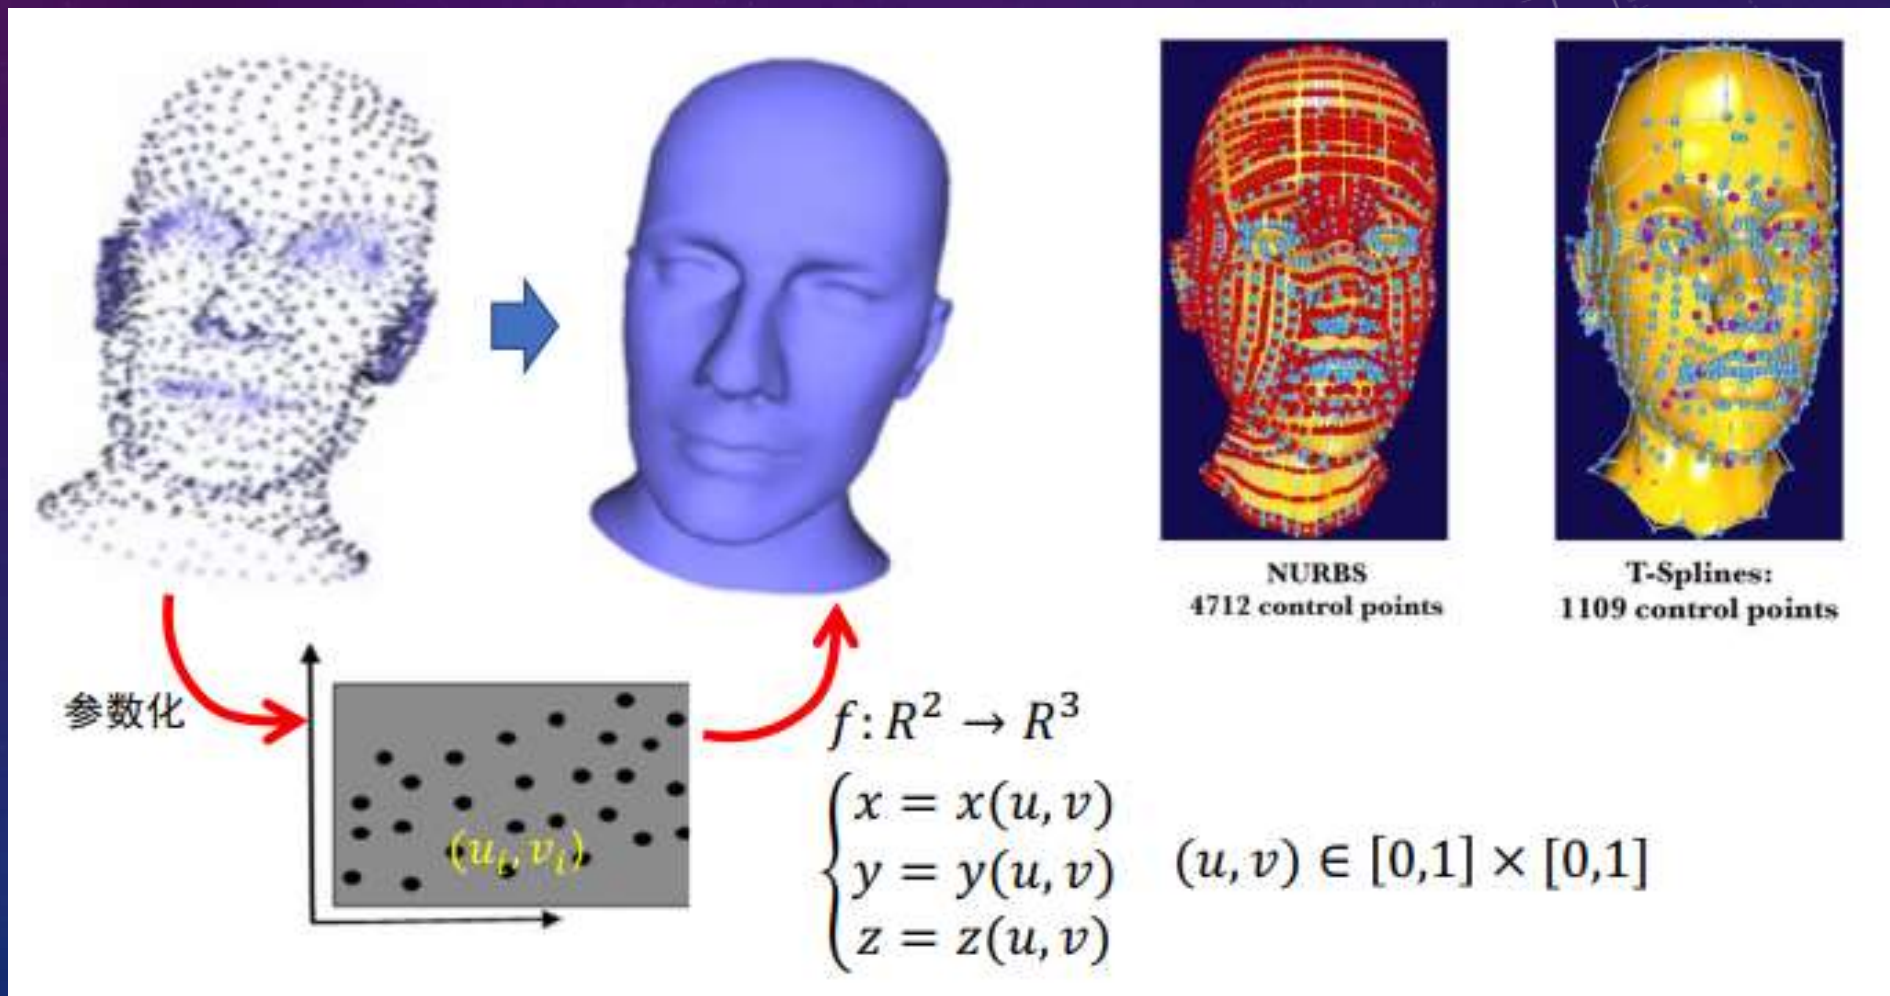 NURBS
4712 control points
T-Splines:
1109 control points
参数化
(u_i, v_i)
f: R² → R³
x = x(u, v)
y = y(u, v)
z = z(u, v)
(u, v) ∈ [0,1] × [0,1]